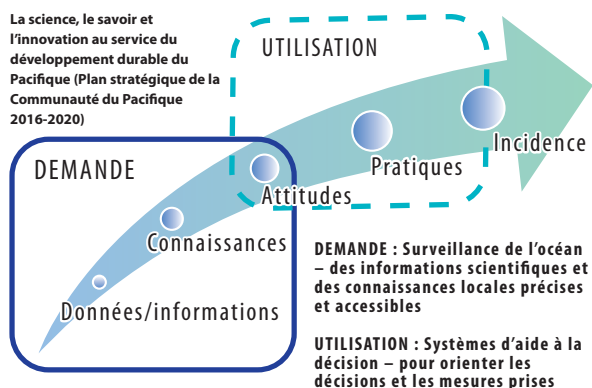 La science, le savoir et
l'innovation au service du
développement durable du
Pacifique (Plan stratégique de la
Communauté du Pacifique
2016-2020)
UTILISATION
DEMANDE
Incidence
Pratiques
Attitudes
Connaissances
Données/informations
DEMANDE : Surveillance de l'océan
– des informations scientifiques et
des connaissances locales précises
et accessibles
UTILISATION : Systèmes d'aide à la
décision – pour orienter les
décisions et les mesures prises